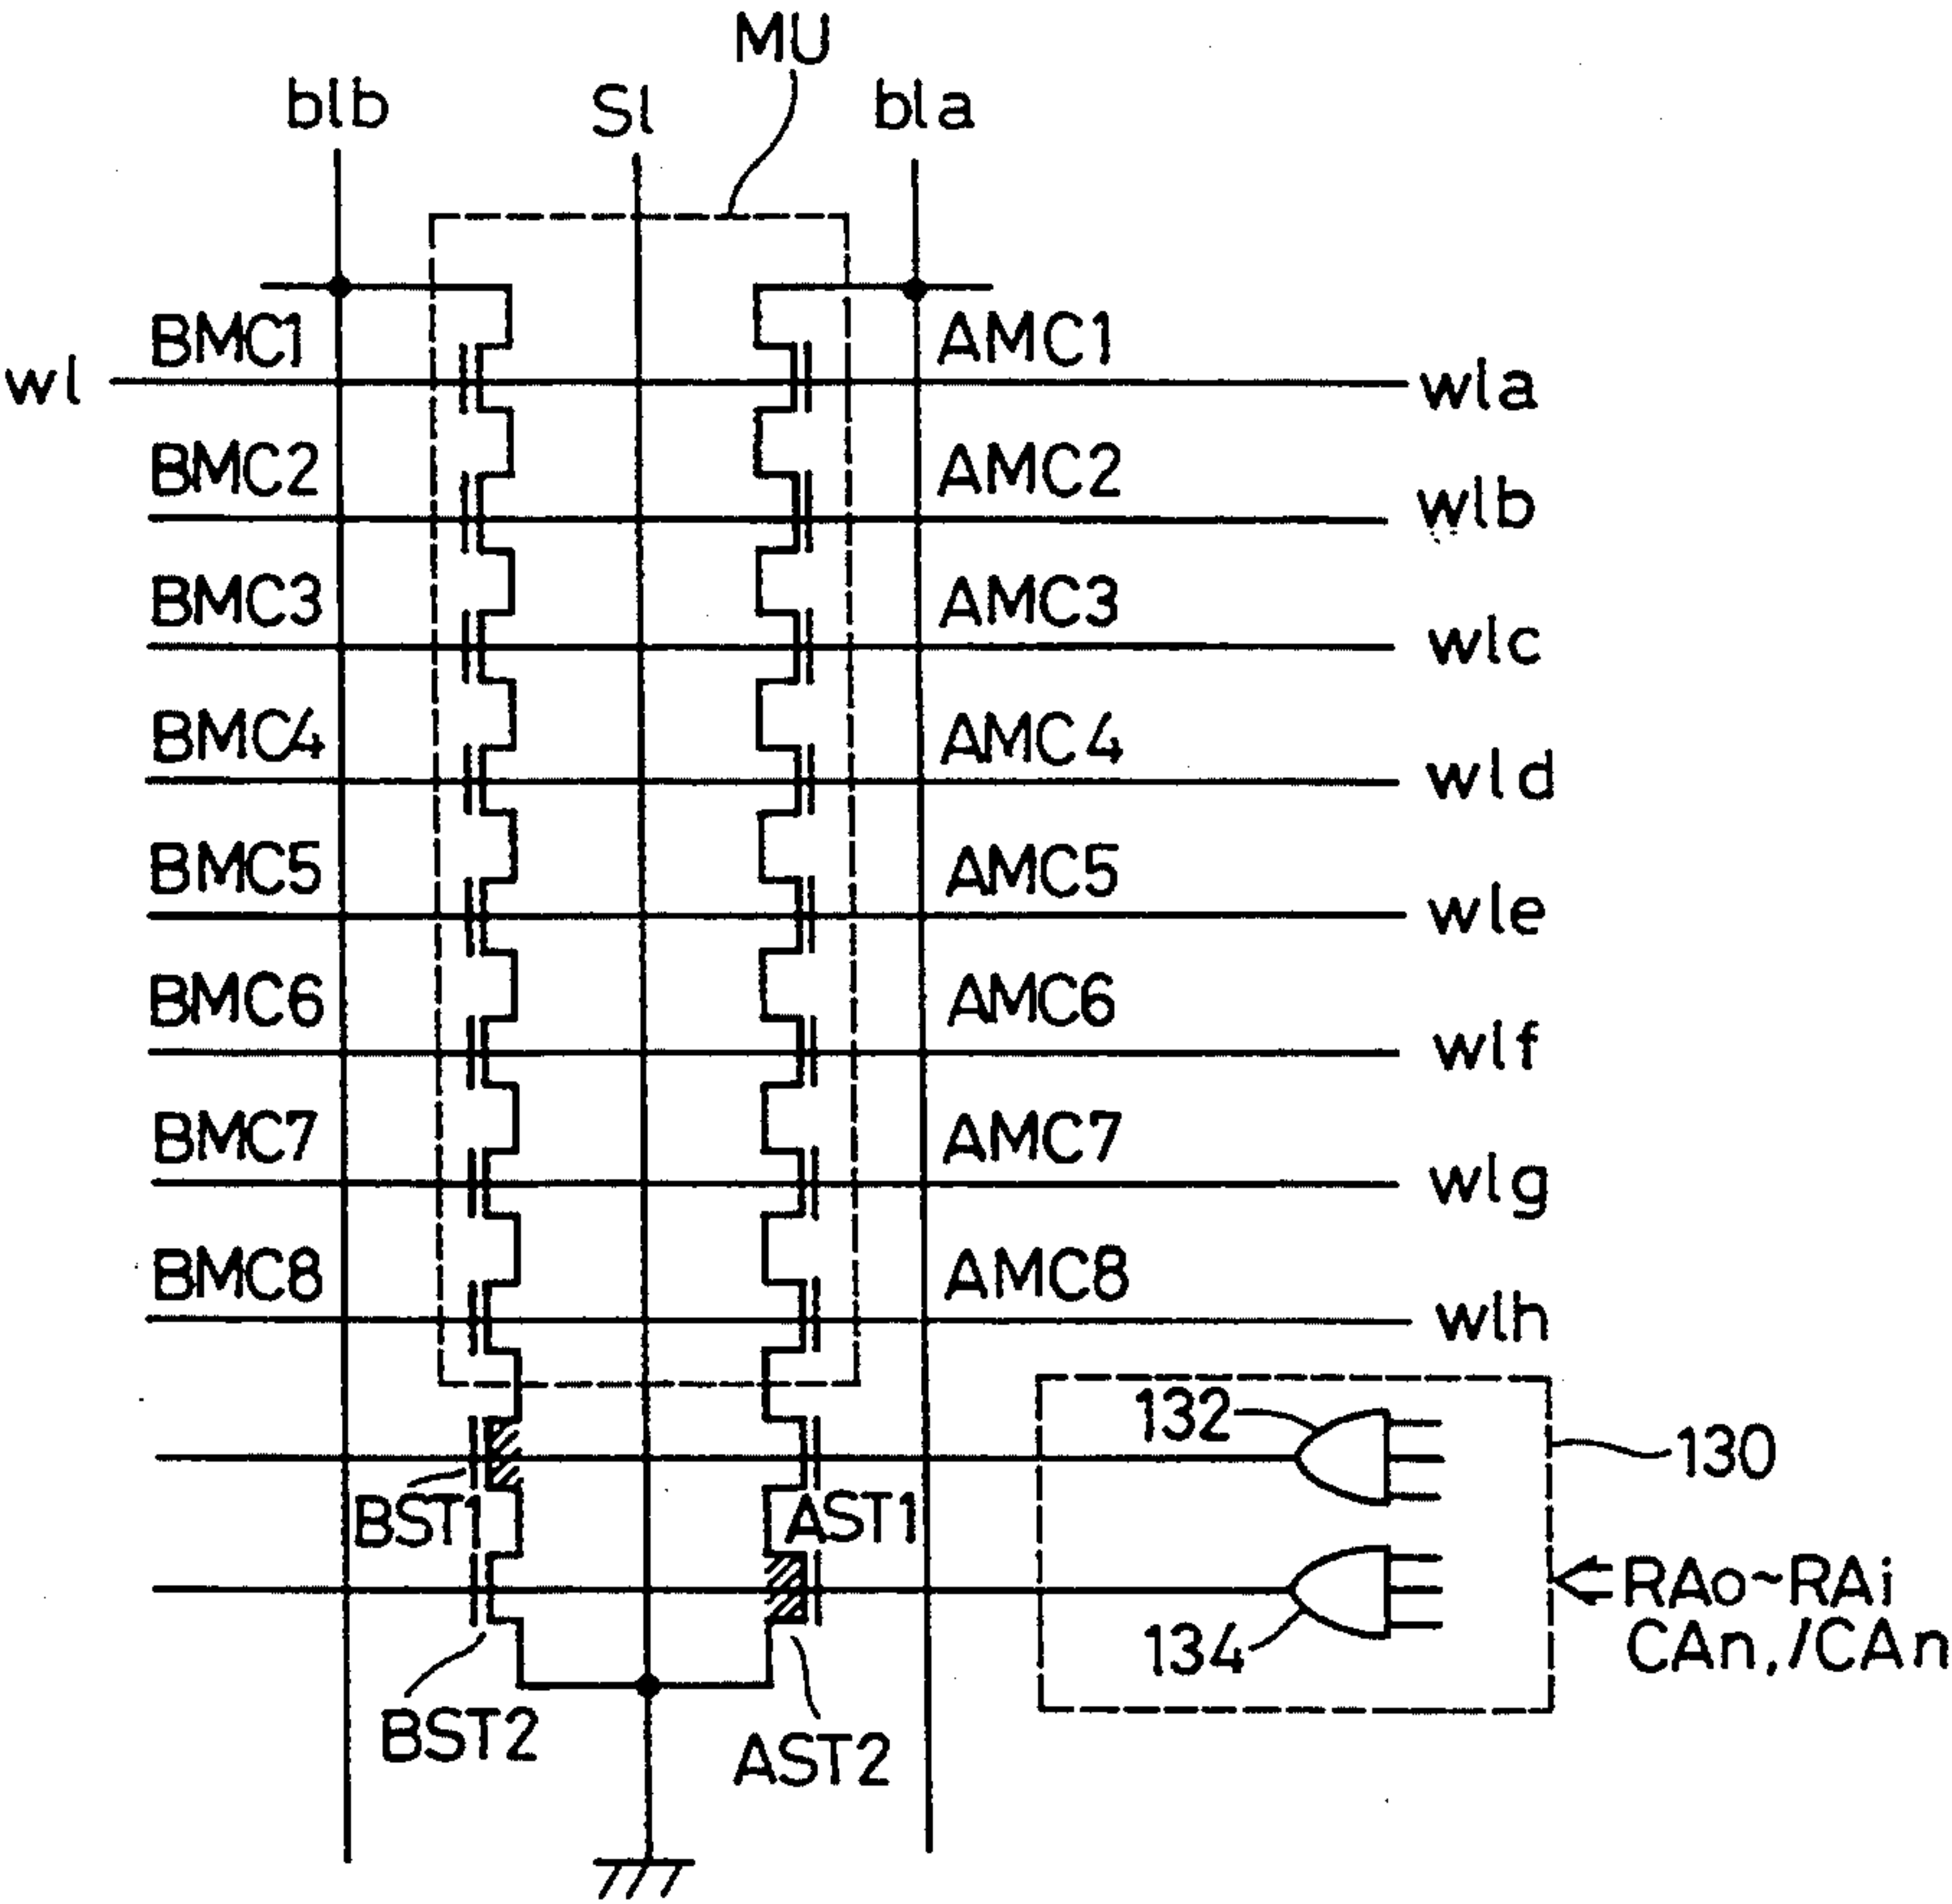 MU
blb
Sl
bla
BMC1
AMC1
wl
wla
BMC2
AMC2
wlb
BMC3
AMC3
wlc
BMC4
AMC4
wld
BMC5
AMC5
wle
BMC6
AMC6
wlf
BMC7
AMC7
wlg
BMC8
AMC8
wlh
132
130
BST1
AST1
RAo~RAi
CAn,/CAn
134
BST2
AST2